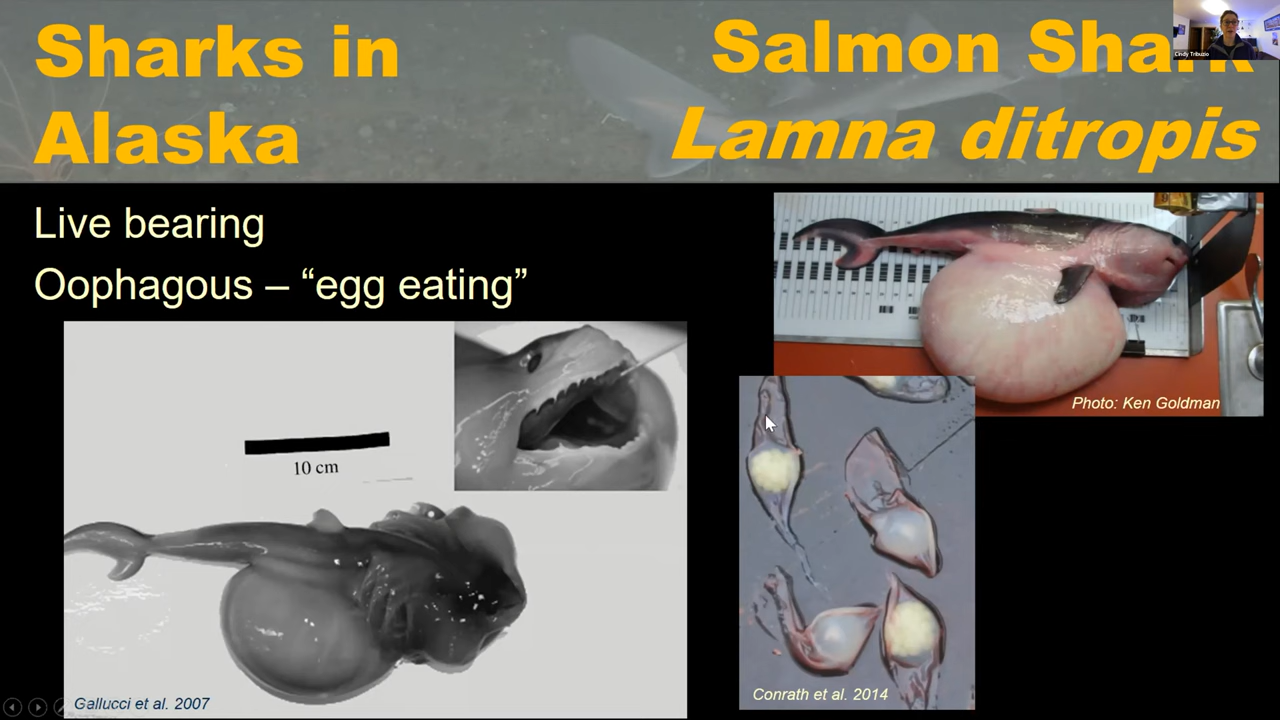 Sharks in
Alaska
Salmon Shark
Lamna ditropis
Cindy Tribuzio
Live bearing
Oophagous – “egg eating”
10 cm
Photo: Ken Goldman
Conrath et al. 2014
Gallucci et al. 2007